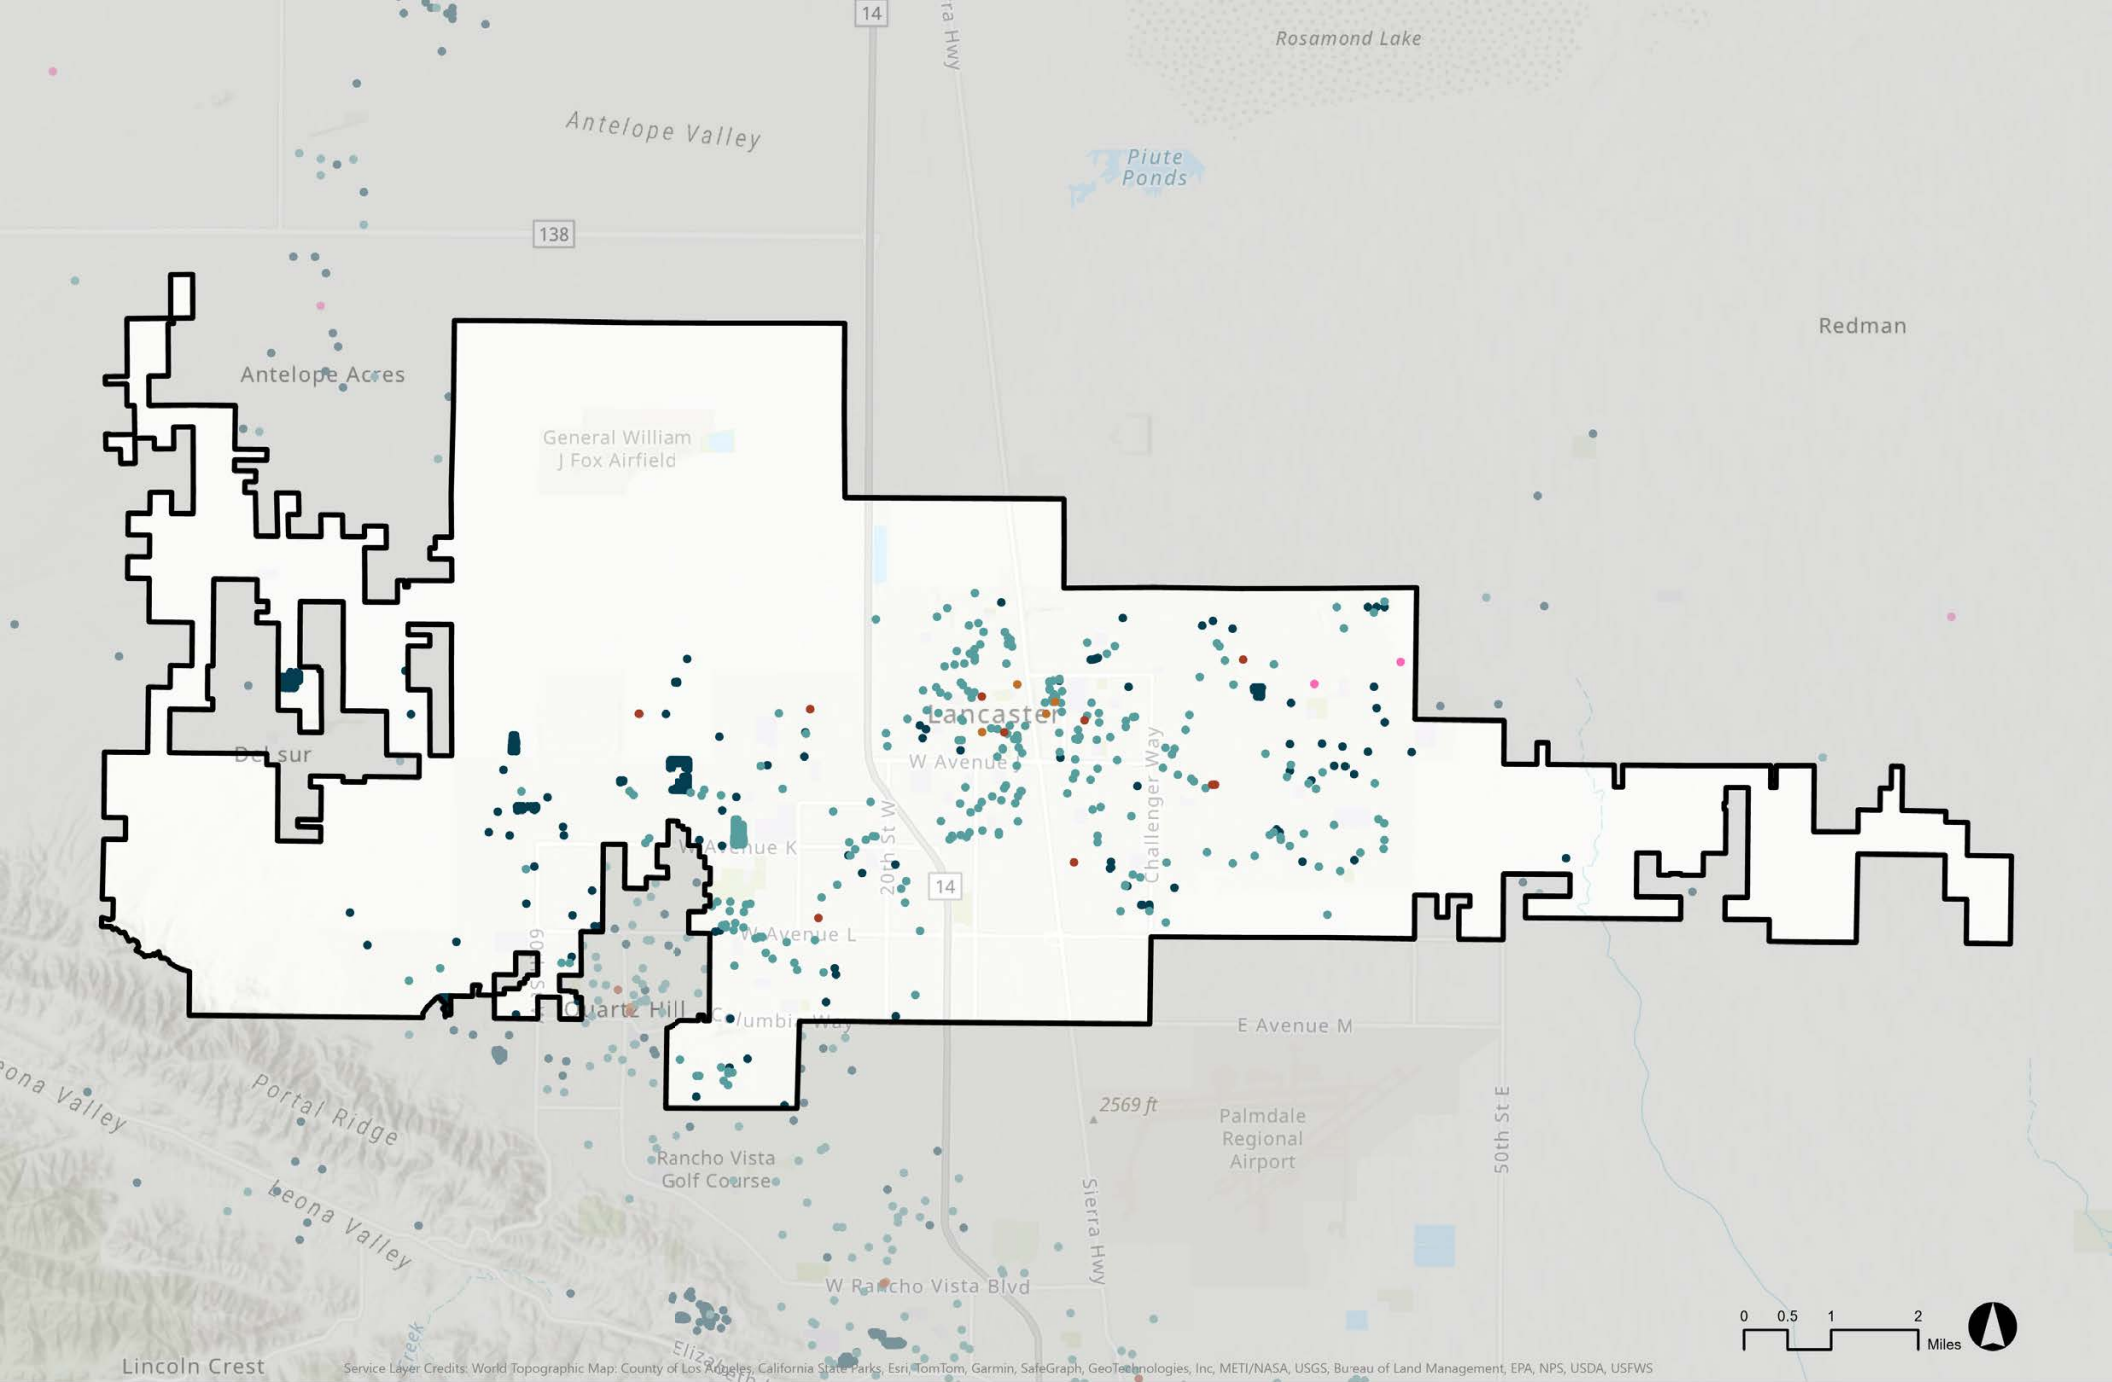 14
Sierra Hwy
Rosamond Lake
Antelope Valley
Piute
Ponds
138
Redman
Antelope Acres
General William
J Fox Airfield
Lancaster
Del sur
W Avenue J
Challenger Way
W Avenue K
20th St W
14
W Avenue L
Quartz Hill
Columbia Way
E Avenue M
Leona Valley
Portal Ridge
2569 ft
Palmdale
Regional
Airport
50th St E
Rancho Vista
Golf Course
Leona Valley
Sierra Hwy
W Rancho Vista Blvd
0 0.5 1 2
Miles
Lincoln Crest
Service Layer Credits: World Topographic Map: County of Los Angeles, California State Parks, Esri, TomTom, Garmin, SafeGraph, GeoTechnologies, Inc, METI/NASA, USGS, Bureau of Land Management, EPA, NPS, USDA, USFWS